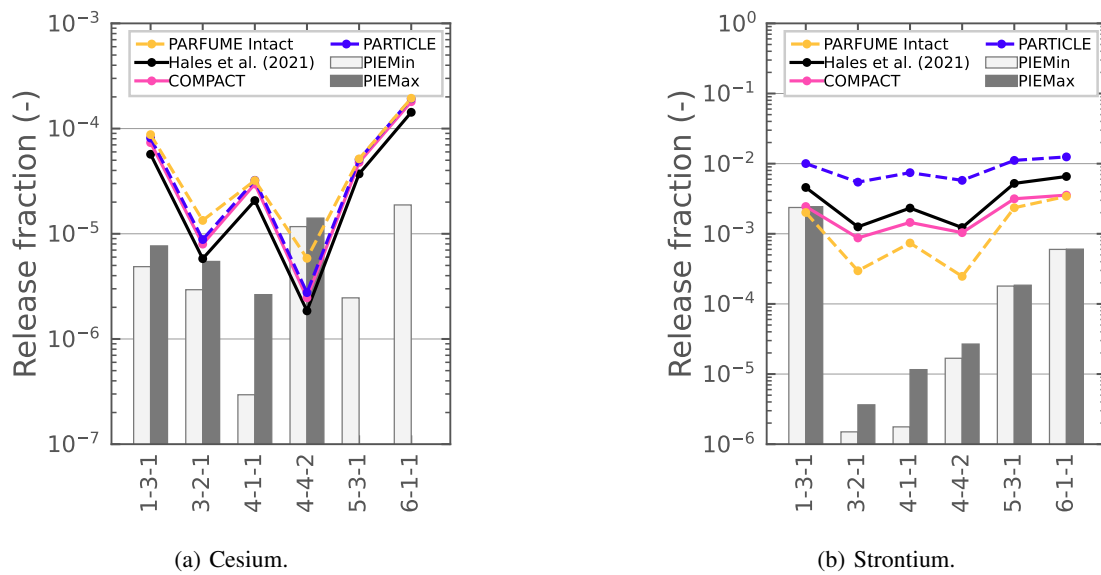 Release fraction (-)
10⁻³
10⁻⁴
10⁻⁵
10⁻⁶
10⁻⁷
PARFUME Intact
Hales et al. (2021)
COMPACT
PARTICLE
PIEMin
PIEMax
1-3-1
3-2-1
4-1-1
4-4-2
5-3-1
6-1-1
(a) Cesium.
Release fraction (-)
10⁰
10⁻¹
10⁻²
10⁻³
10⁻⁴
10⁻⁵
10⁻⁶
PARFUME Intact
Hales et al. (2021)
COMPACT
PARTICLE
PIEMin
PIEMax
1-3-1
3-2-1
4-1-1
4-4-2
5-3-1
6-1-1
(b) Strontium.